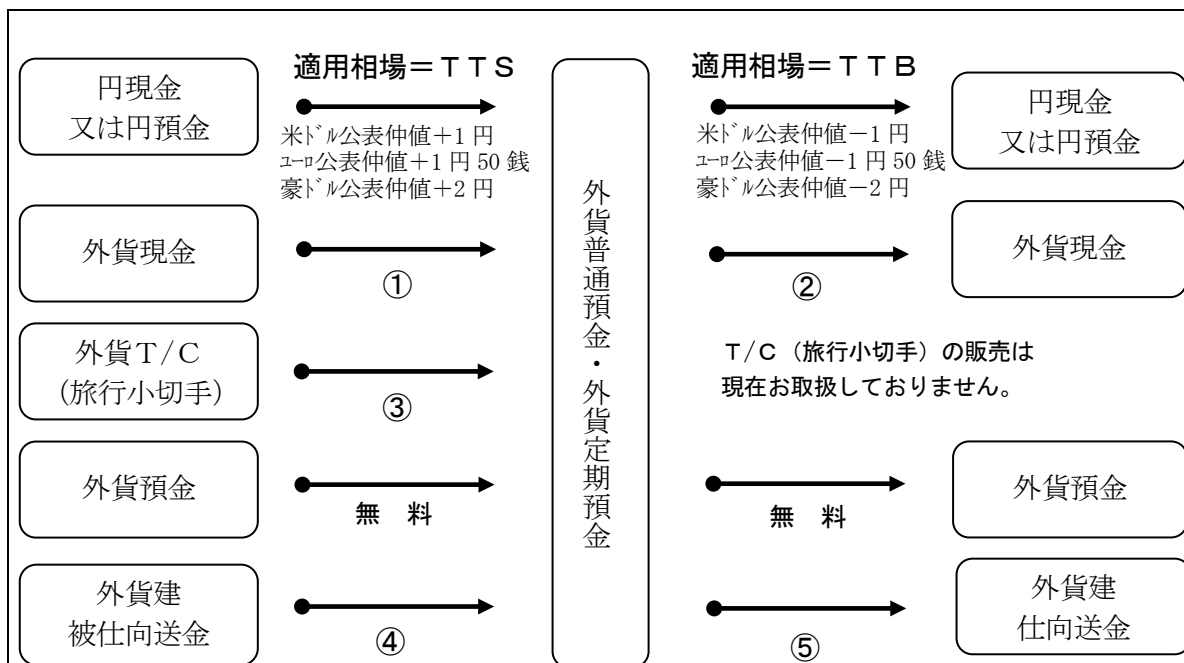 適用相場=TTS
円現金
又は円預金
米ﾄﾞﾙ公表仲値+1円
ﾕｰﾛ公表仲値+1円50銭
豪ﾄﾞﾙ公表仲値+2円
外貨現金
①
外貨T/C
(旅行小切手)
③
外貨預金
無 料
外貨建
被仕向送金
④
外貨普通預金・外貨定期預金
適用相場=TTB
米ﾄﾞﾙ公表仲値-1円
ﾕｰﾛ公表仲値-1円50銭
豪ﾄﾞﾙ公表仲値-2円
円現金
又は円預金
②
外貨現金
T/C(旅行小切手)の販売は
現在お取扱しておりません。
無 料
外貨預金
⑤
外貨建
仕向送金